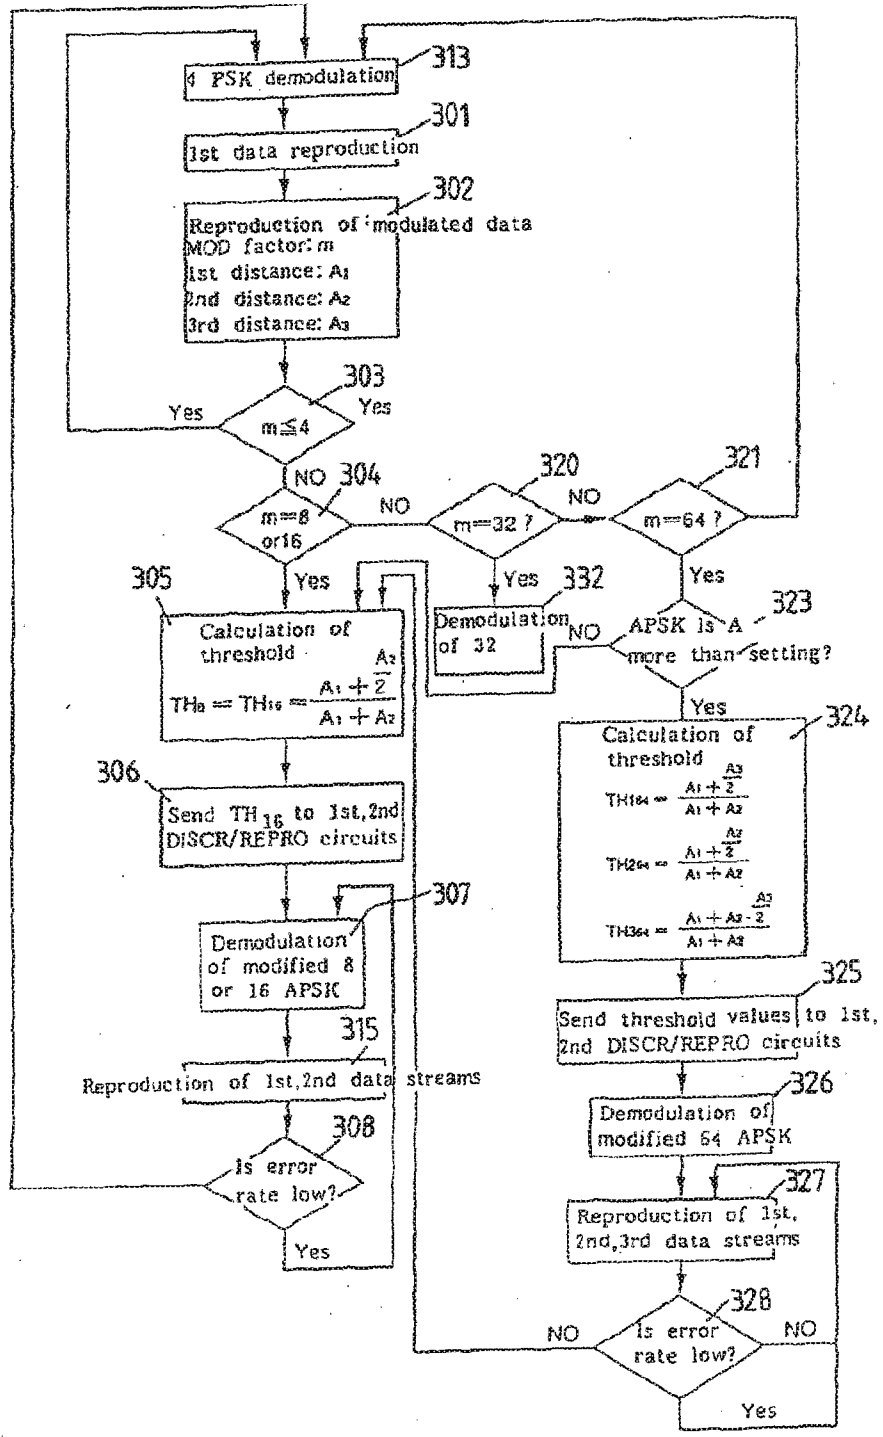 313
4 PSK demodulation
301
1st data reproduction
302
Reproduction of modulated data
MOD factor: m
1st distance: A1
2nd distance: A2
3rd distance: A3
303
Yes
m≦4
Yes
NO
304
m=8
or16
NO
320
m=32 ?
NO
321
m=64 ?
Yes
Yes
Yes
305
Calculation of
threshold
TH8 = TH16 = (A1 + A2/2) / (A1 + A2)
332
Demodulation
of 32
NO
323
APSK Is A
more than setting?
Yes
306
Send TH16 to 1st,2nd
DISCR/REPRO circuits
324
Calculation of
threshold
TH164 = (A1 + A3/2) / (A1 + A2)
TH264 = (A1 + A2/2) / (A1 + A2)
TH364 = (A1 + A2 - A3/2) / (A1 + A2)
307
Demodulation
of modified 8
or 16 APSK
325
Send threshold values to 1st,
2nd DISCR/REPRO circuits
315
Reproduction of 1st,2nd data streams
326
Demodulation of
modified 64 APSK
308
Is error
rate low?
Yes
327
Reproduction of 1st,
2nd,3rd data streams
328
NO
Is error
rate low?
NO
Yes